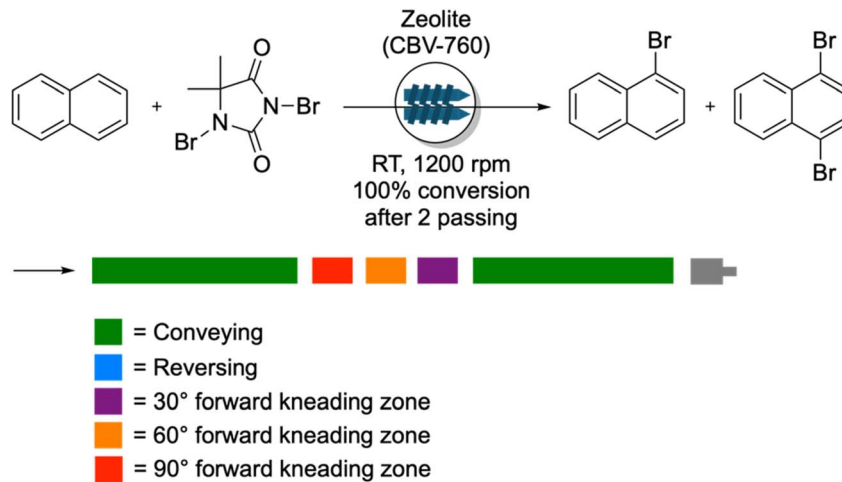 Zeolite
(CBV-760)
Br
Br
O
N
Br
+
N
Br
O
+
Br
RT, 1200 rpm
100% conversion
after 2 passing
= Conveying
= Reversing
= 30° forward kneading zone
= 60° forward kneading zone
= 90° forward kneading zone